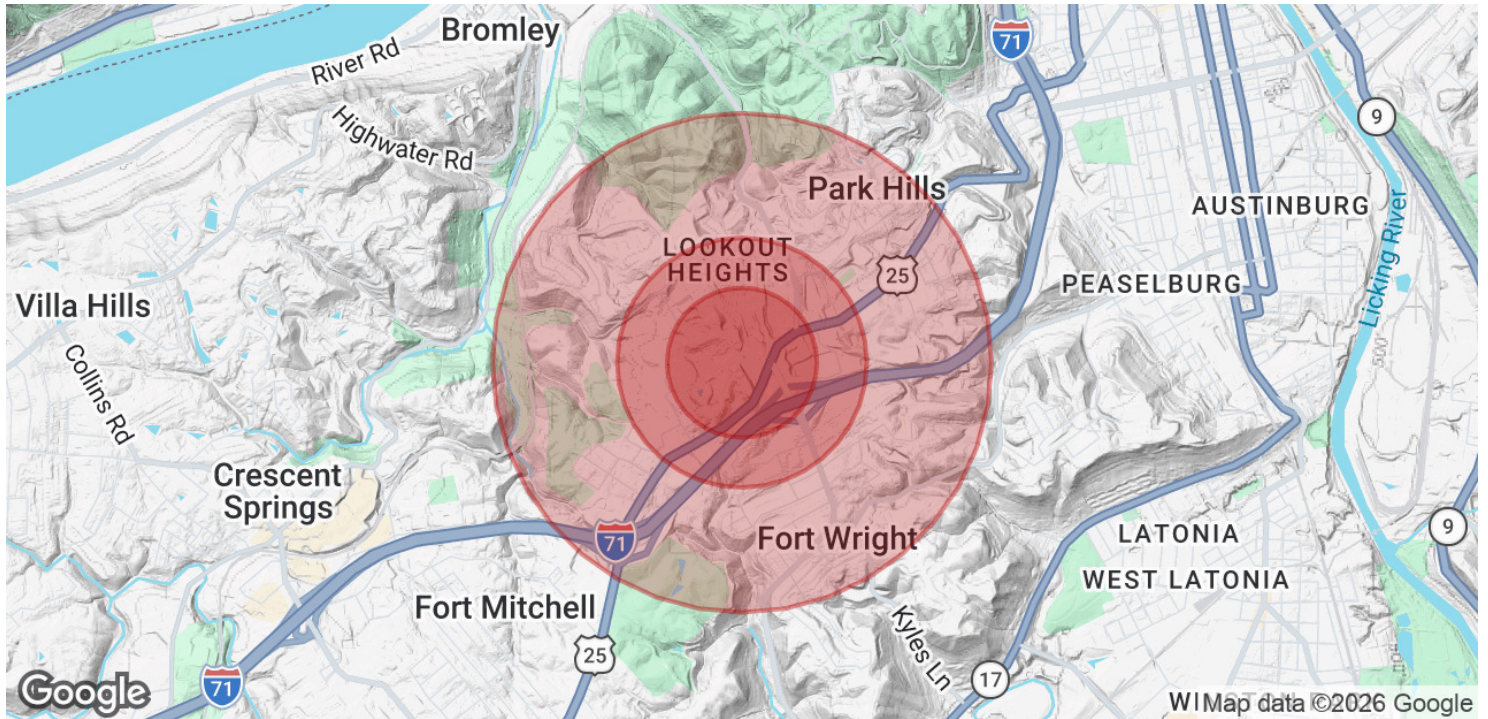 Bromley
River Rd
71
9
Highwater Rd
Park Hills
AUSTINBURG
LOOKOUT
HEIGHTS
25
Licking River
PEASELBURG
Villa Hills
500
Collins Rd
Crescent
Springs
71
Fort Wright
LATONIA
9
WEST LATONIA
Fort Mitchell
Kyles Ln
25
17
71
Google
Map data ©2026 Google